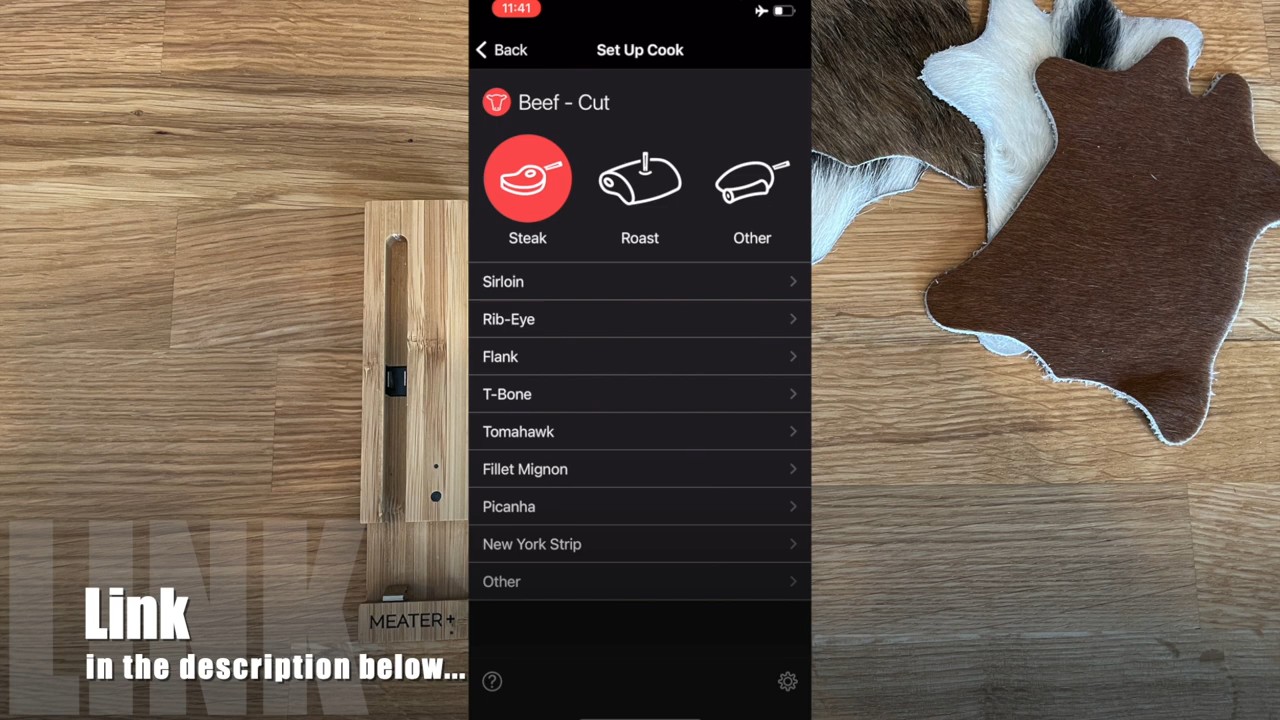 11:41
Back
Set Up Cook
Beef - Cut
Steak
Roast
Other
Sirloin
Rib-Eye
Flank
T-Bone
Tomahawk
Fillet Mignon
Picanha
New York Strip
Other
MEATER+
LINK
Link
in the description below...
?